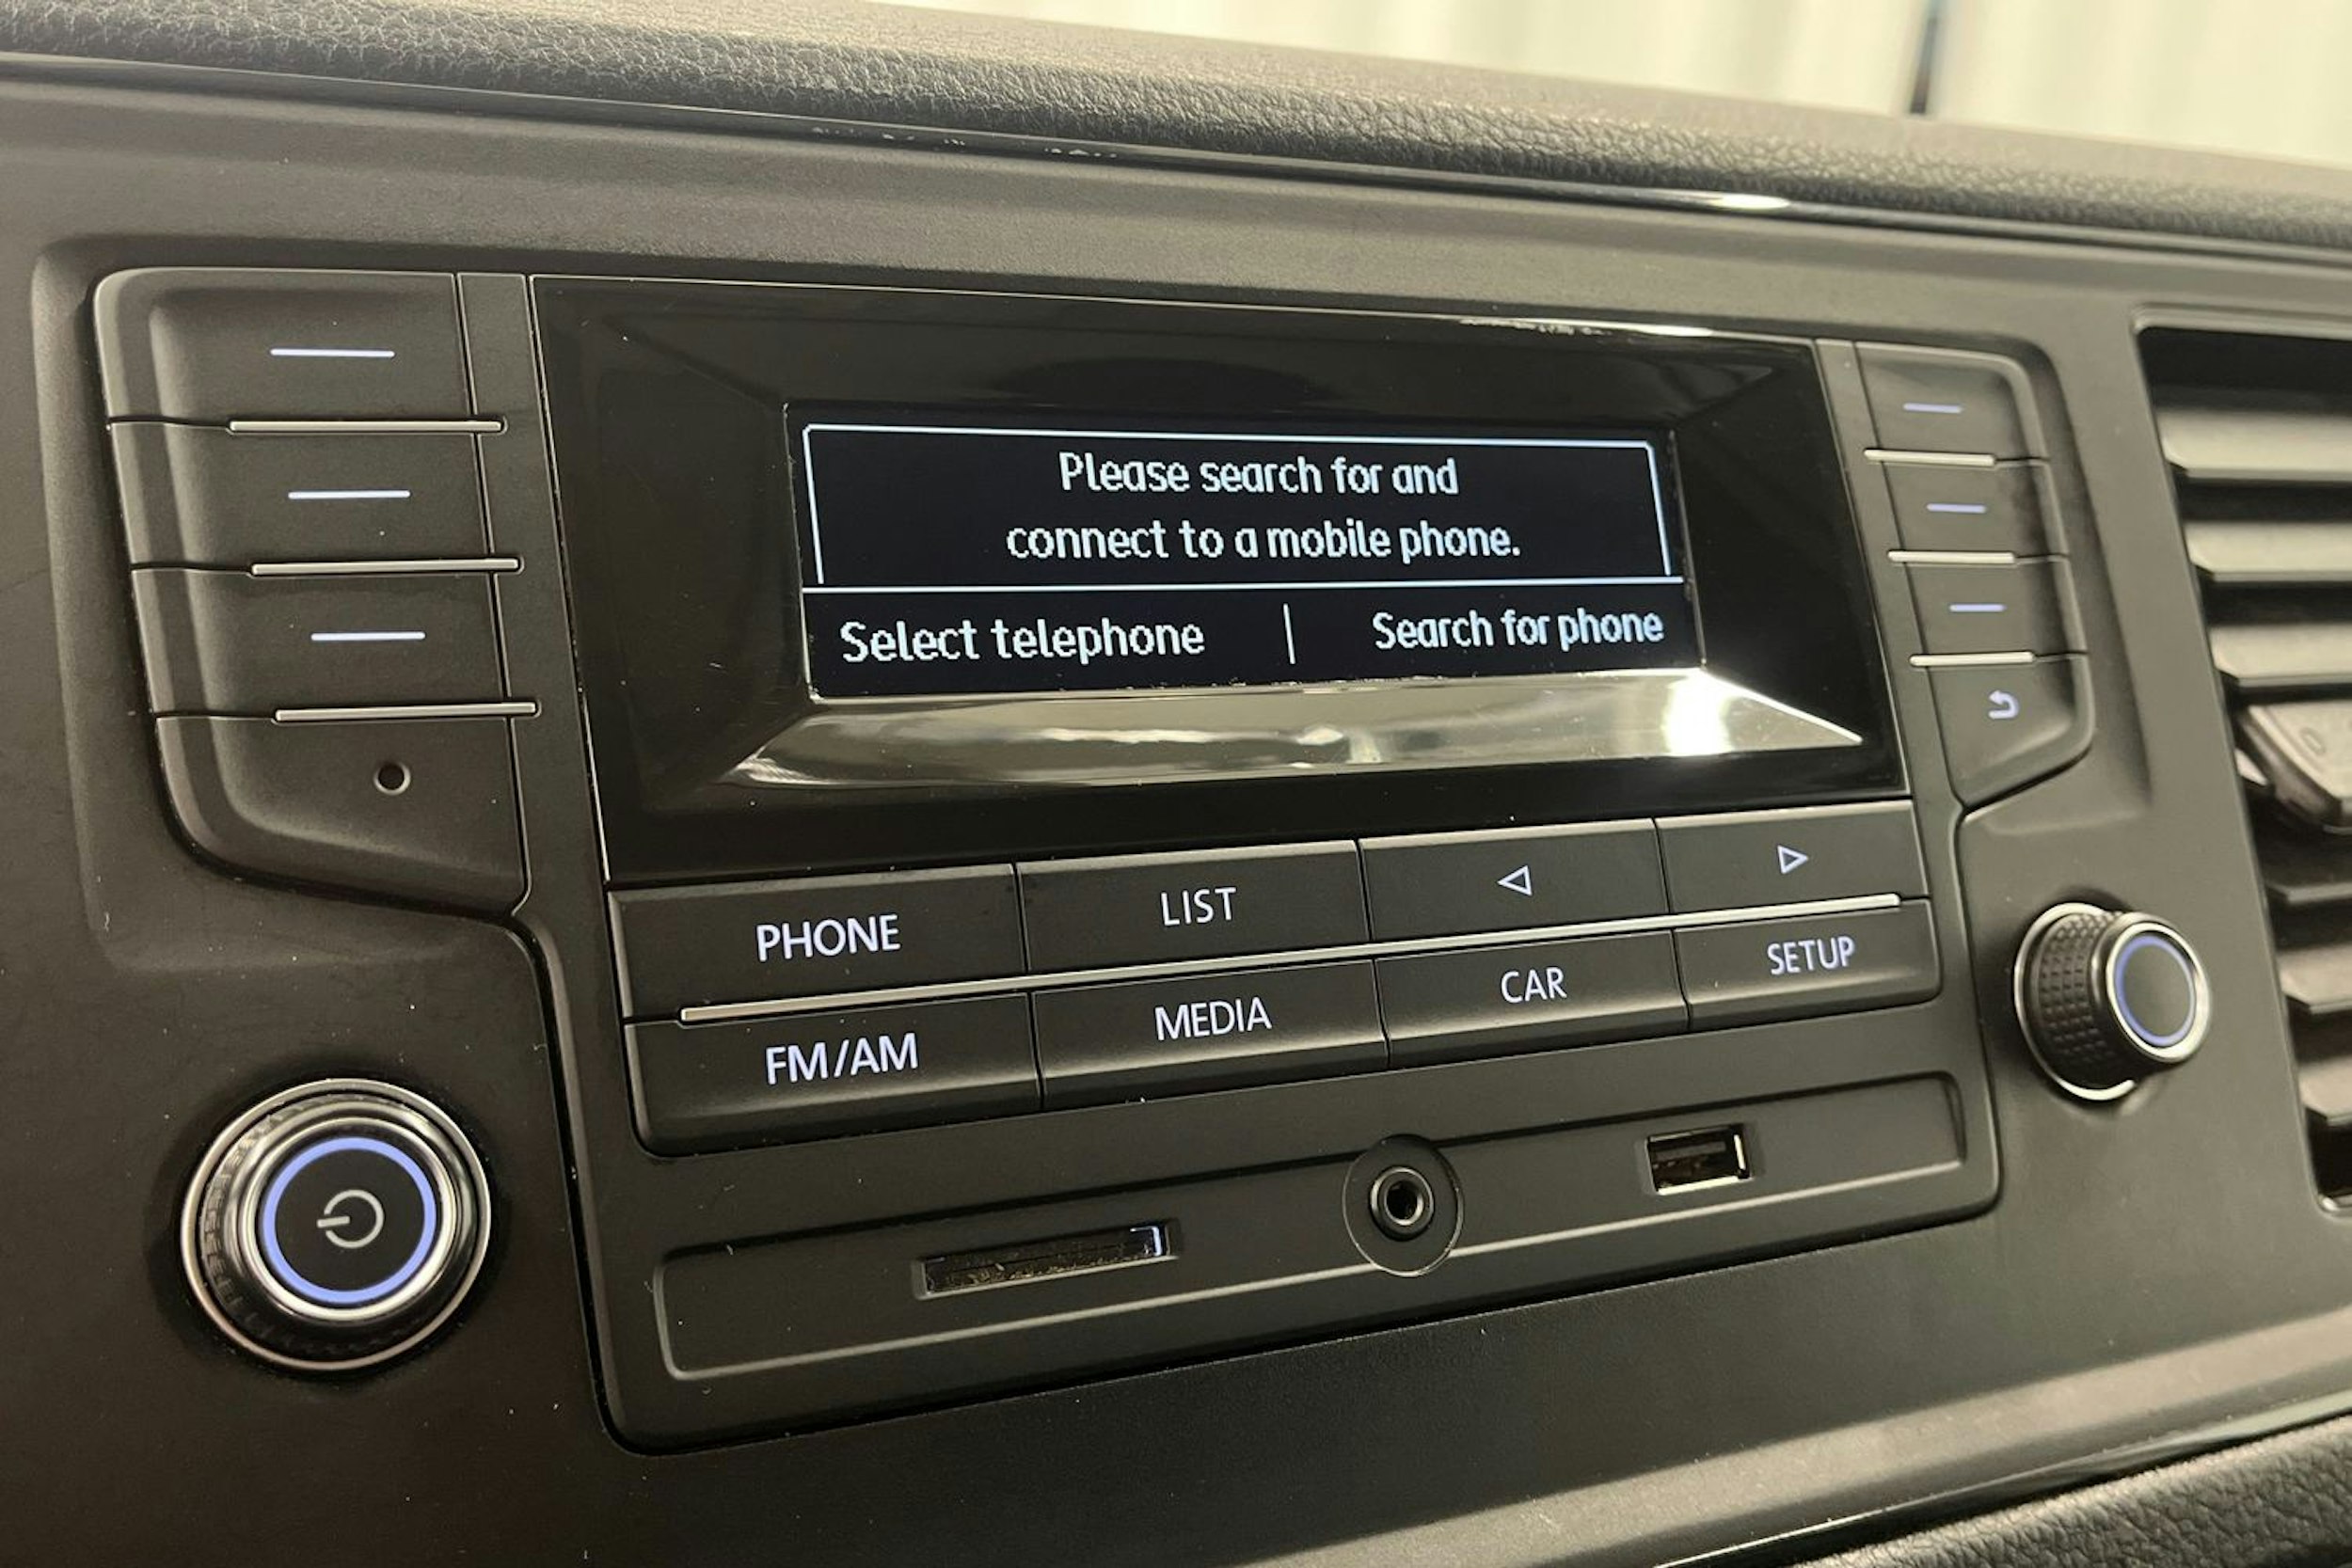 Please search for and
connect to a mobile phone.
Select telephone | Search for phone
PHONE LIST
FM/AM MEDIA CAR SETUP